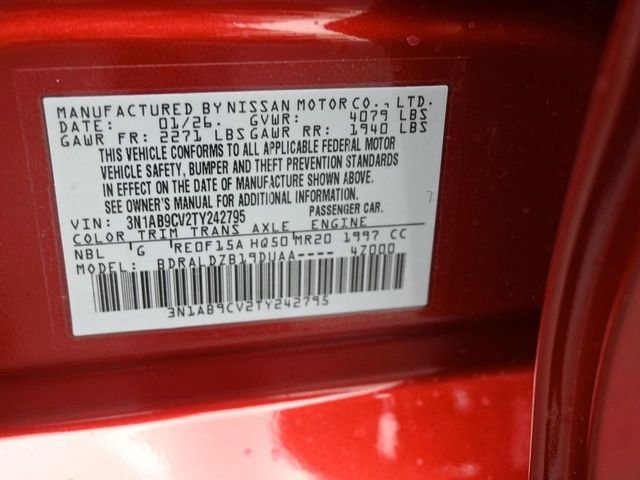 MANUFACTURED BY NISSAN MOTOR CO., LTD.
DATE: 01/26. GVWR: 4079 LBS
GAWR FR: 2271 LBS GAWR RR: 1940 LBS
THIS VEHICLE CONFORMS TO ALL APPLICABLE FEDERAL MOTOR
VEHICLE SAFETY, BUMPER AND THEFT PREVENTION STANDARDS
IN EFFECT ON THE DATE OF MANUFACTURE SHOWN ABOVE.
SEE OWNER'S MANUAL FOR ADDITIONAL INFORMATION
VIN: 3N1AB9CV2TY242795 PASSENGER CAR.
COLOR TRIM TRANS AXLE ENGINE
NBL G RE0F15A HQ50 MR20 1997 CC
MODEL: BDRALDZB19DUAA---- 4Z000
3N1AB9CV2TY242795